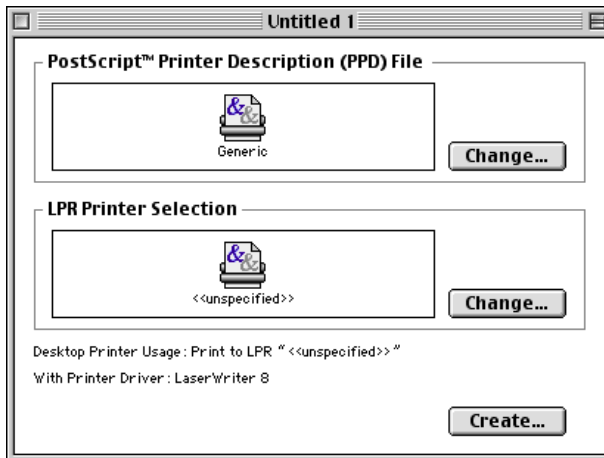 Untitled 1
PostScript™ Printer Description (PPD) File
Generic
Change...
LPR Printer Selection
<<unspecified>>
Change...
Desktop Printer Usage: Print to LPR “<<unspecified>>”
With Printer Driver: LaserWriter 8
Create...